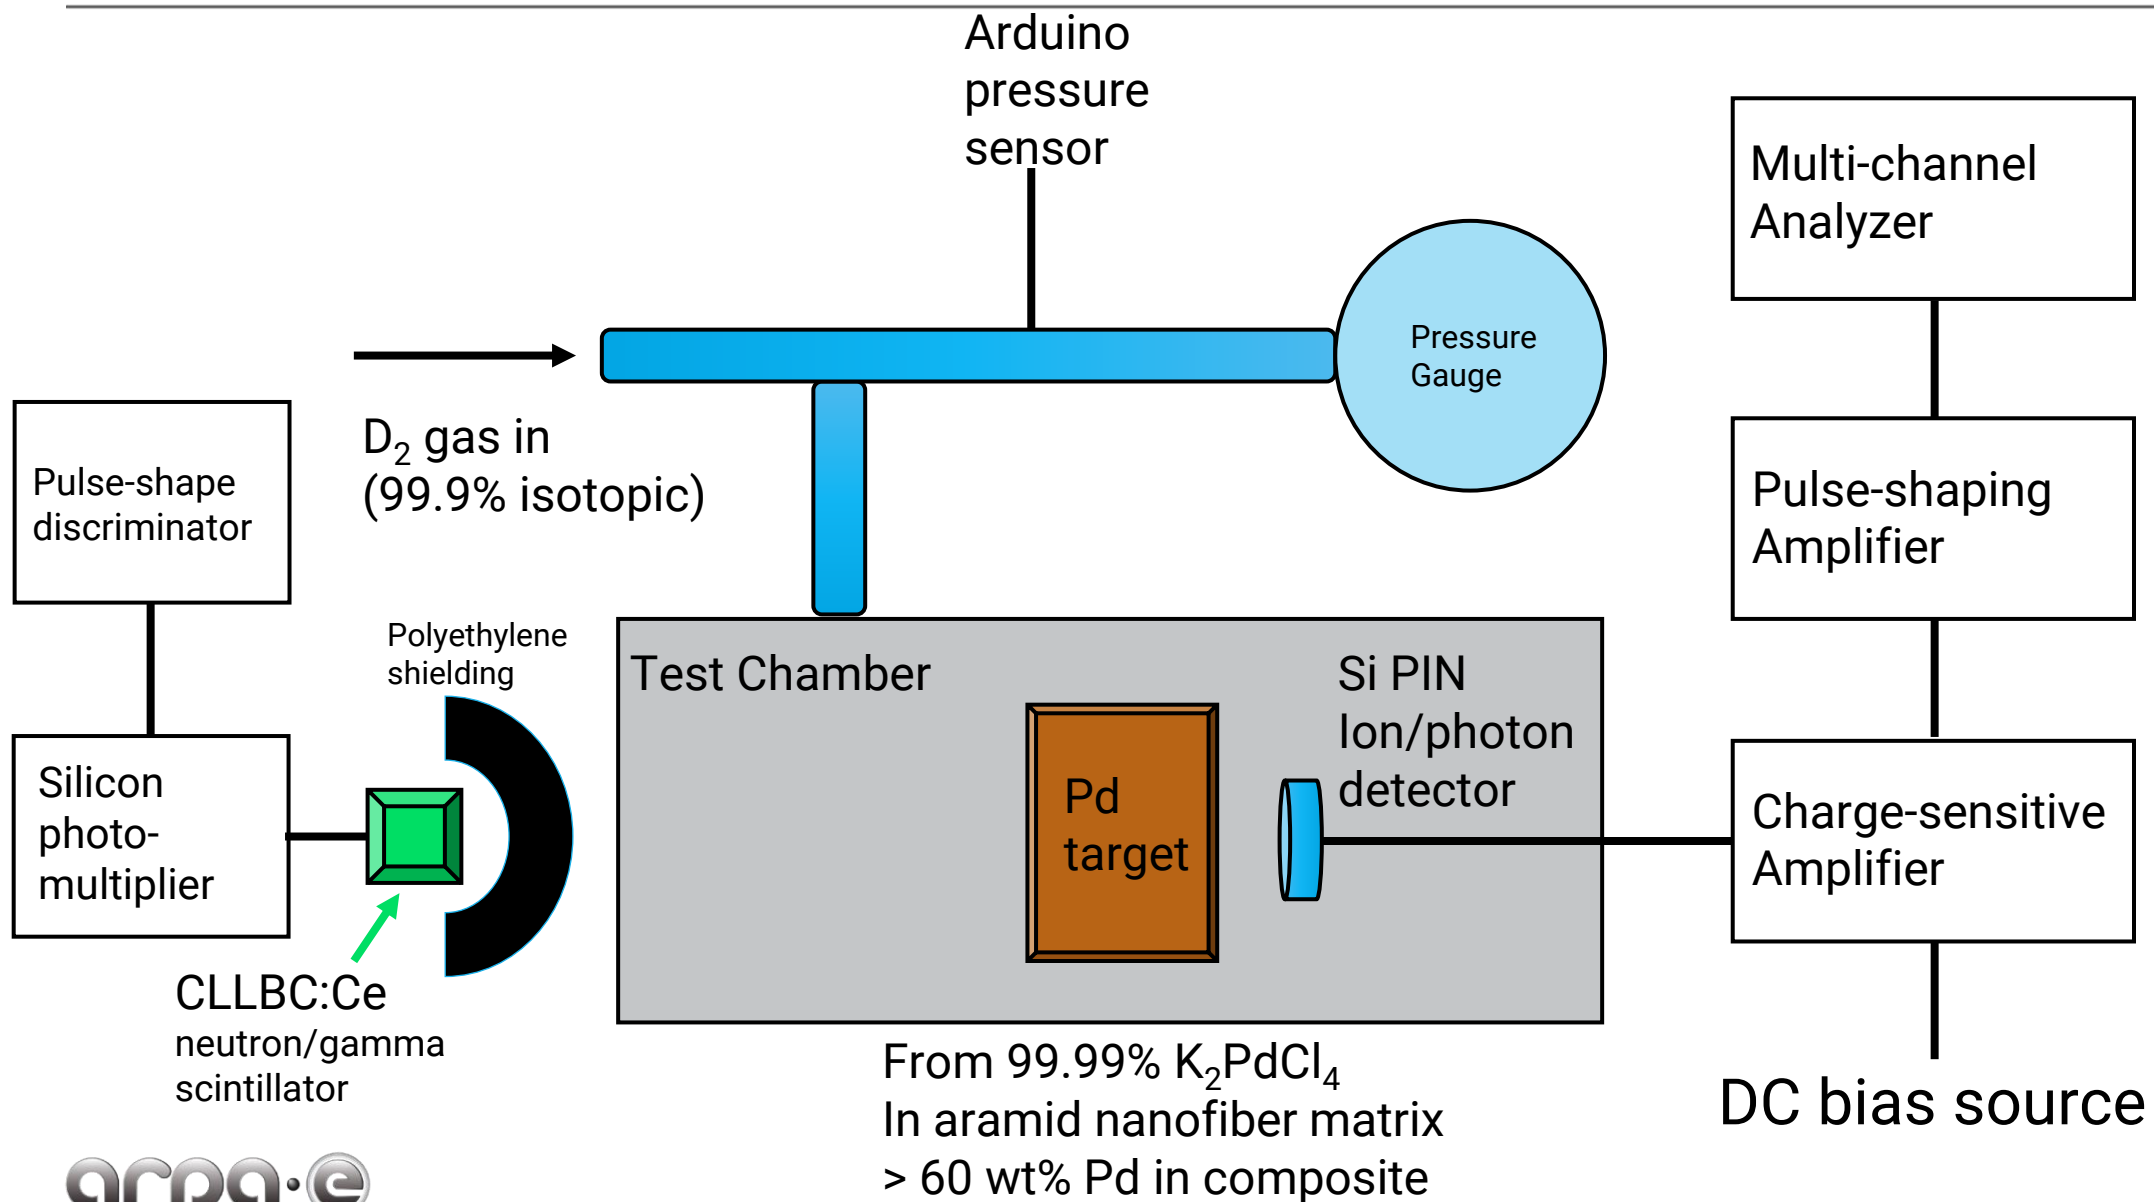 Arduino
pressure
sensor
Multi-channel
Analyzer
Pressure
Gauge
D₂ gas in
(99.9% isotopic)
Pulse-shape
discriminator
Pulse-shaping
Amplifier
Polyethylene
shielding
Test Chamber
Si PIN
Ion/photon
detector
Silicon
photo-
multiplier
Pd
target
Charge-sensitive
Amplifier
CLLBC:Ce
neutron/gamma
scintillator
From 99.99% K₂PdCl₄
In aramid nanofiber matrix
> 60 wt% Pd in composite
DC bias source
arpa·e